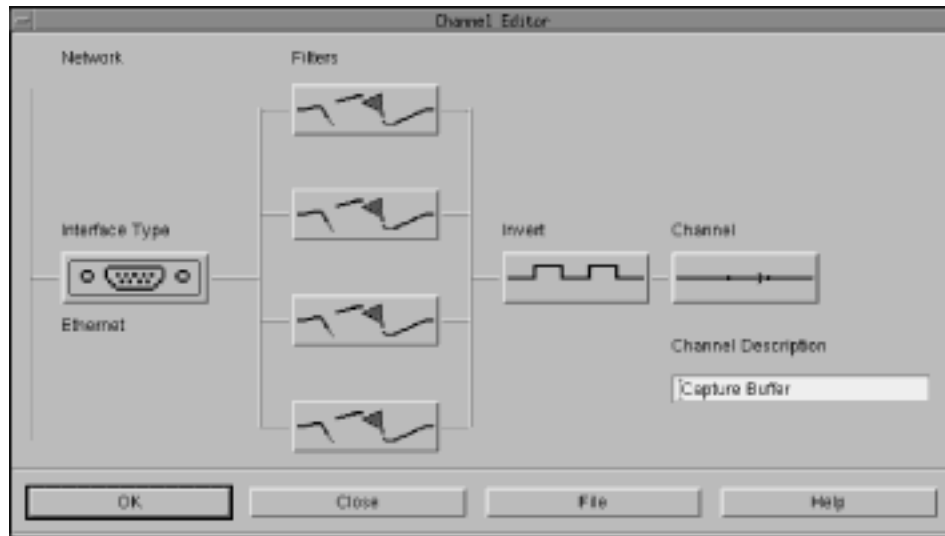 Channel Editor
Network
Filters
Interface Type
Invert
Channel
Ethernet
Channel Description
Capture Buffer
OK
Close
File
Help